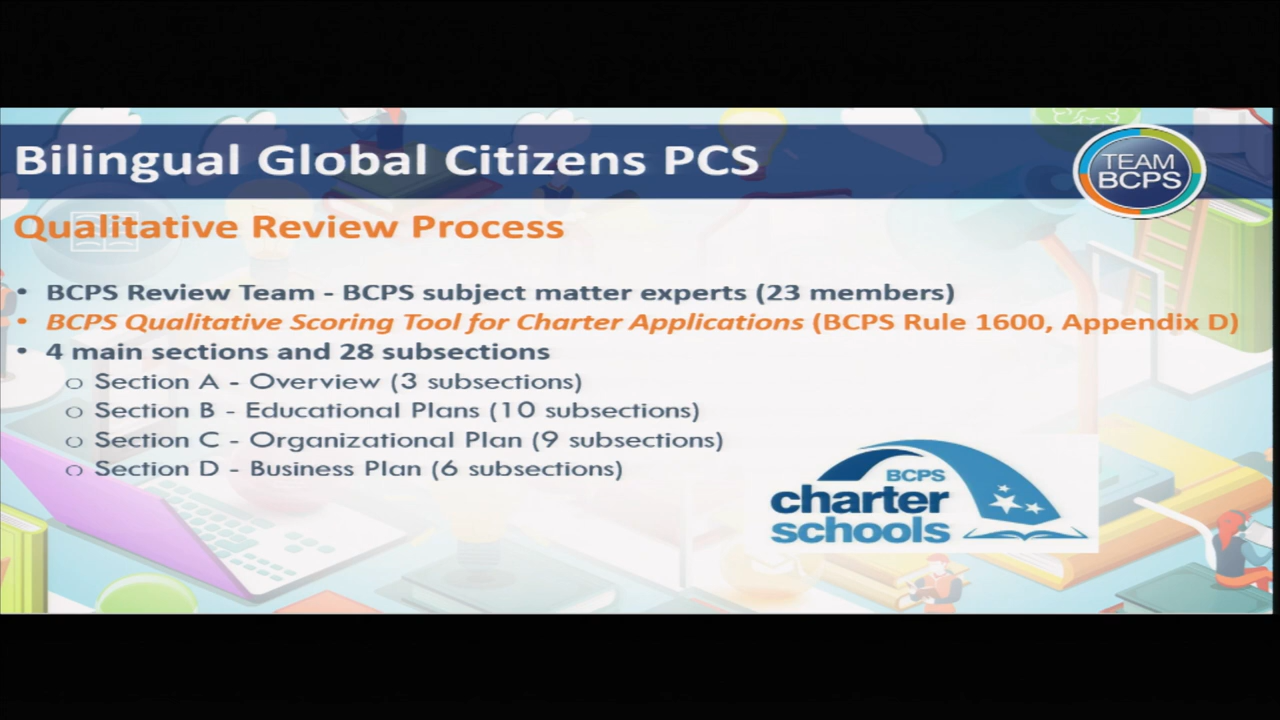 Bilingual Global Citizens PCS
TEAM
BCPS
Qualitative Review Process
• BCPS Review Team - BCPS subject matter experts (23 members)
• BCPS Qualitative Scoring Tool for Charter Applications (BCPS Rule 1600, Appendix D)
• 4 main sections and 28 subsections
o Section A - Overview (3 subsections)
o Section B - Educational Plans (10 subsections)
o Section C - Organizational Plan (9 subsections)
o Section D - Business Plan (6 subsections)
BCPS
charter
schools